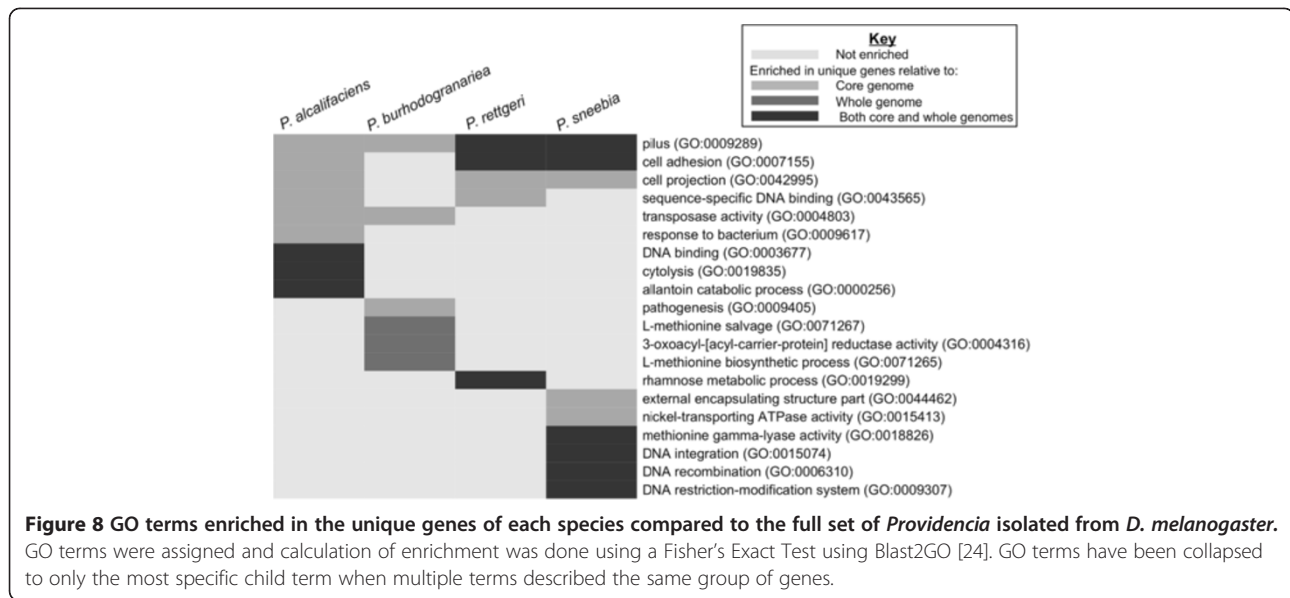 Key
Not enriched
Enriched in unique genes relative to:
Core genome
Whole genome
Both core and whole genomes
P. alcalifaciens
P. burhodogranariea
P. rettgeri
P. sneebia
pilus (GO:0009289)
cell adhesion (GO:0007155)
cell projection (GO:0042995)
sequence-specific DNA binding (GO:0043565)
transposase activity (GO:0004803)
response to bacterium (GO:0009617)
DNA binding (GO:0003677)
cytolysis (GO:0019835)
allantoin catabolic process (GO:0000256)
pathogenesis (GO:0009405)
L-methionine salvage (GO:0071267)
3-oxoacyl-[acyl-carrier-protein] reductase activity (GO:0004316)
L-methionine biosynthetic process (GO:0071265)
rhamnose metabolic process (GO:0019299)
external encapsulating structure part (GO:0044462)
nickel-transporting ATPase activity (GO:0015413)
methionine gamma-lyase activity (GO:0018826)
DNA integration (GO:0015074)
DNA recombination (GO:0006310)
DNA restriction-modification system (GO:0009307)
Figure 8 GO terms enriched in the unique genes of each species compared to the full set of Providencia isolated from D. melanogaster.
GO terms were assigned and calculation of enrichment was done using a Fisher's Exact Test using Blast2GO [24]. GO terms have been collapsed
to only the most specific child term when multiple terms described the same group of genes.